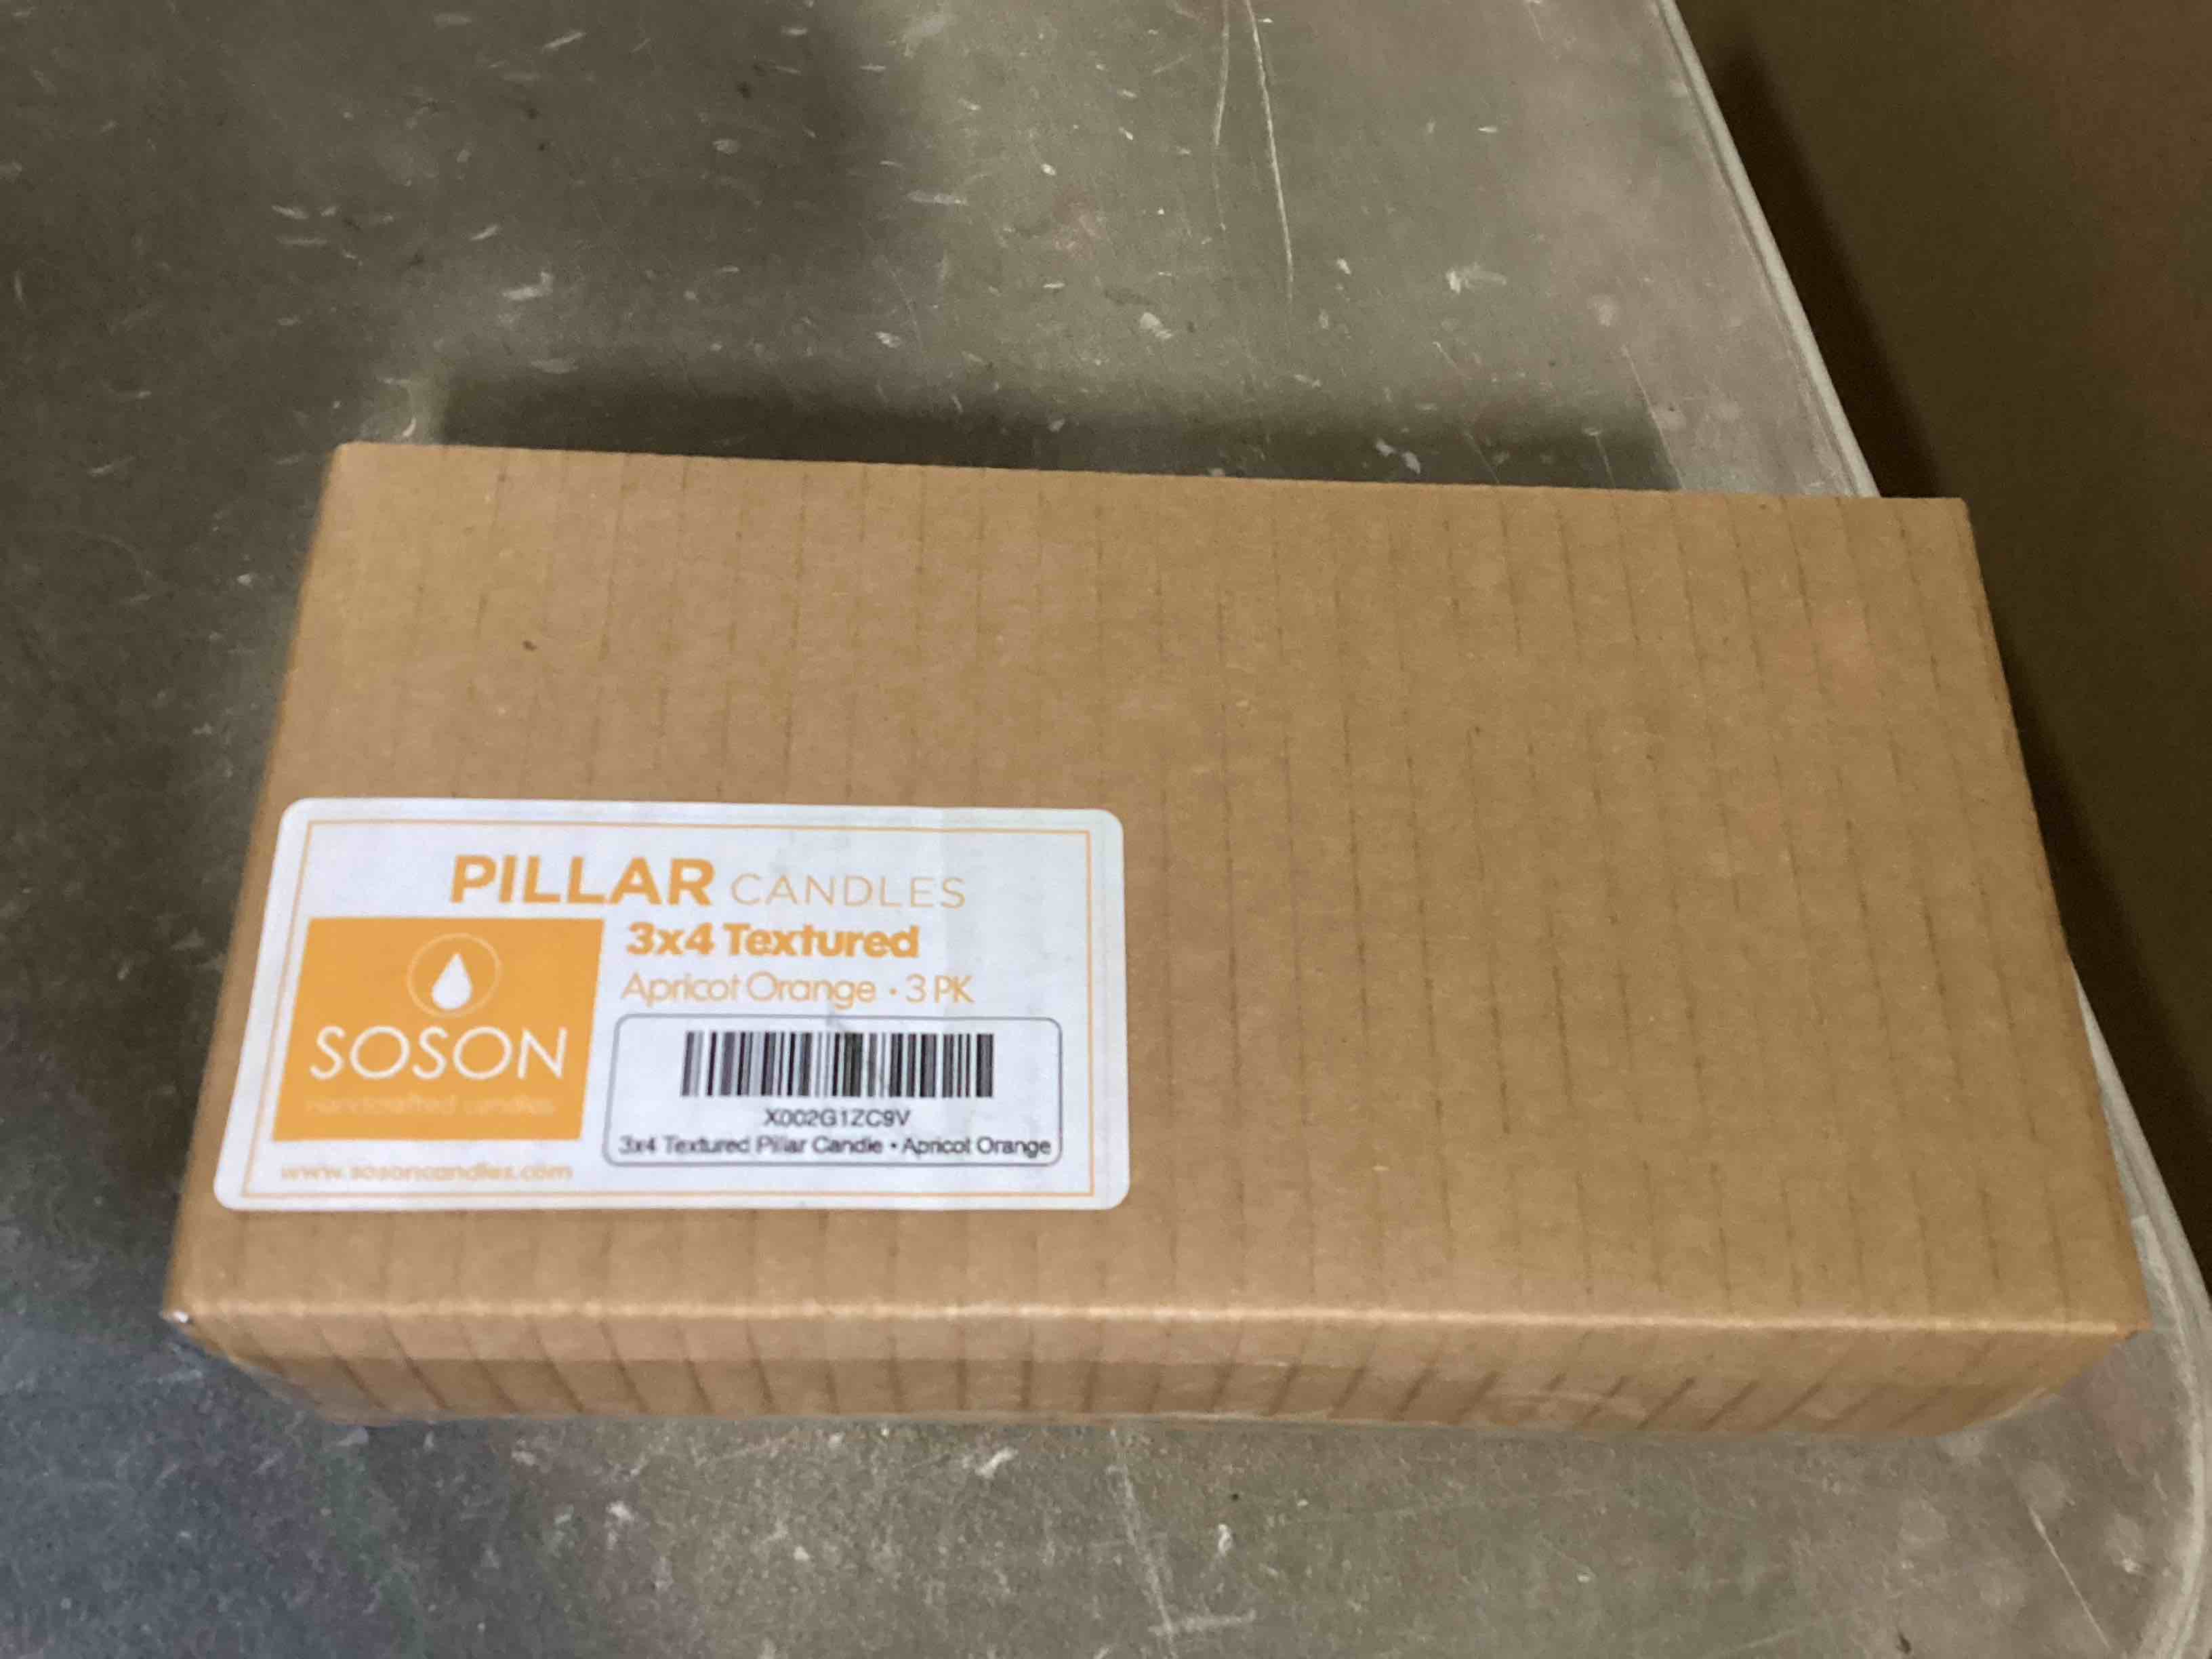 PILLAR CANDLES
3x4 Textured
Apricot Orange · 3 PK
SOSON
handcrafted candles
www.sosoncandles.com
X002G1ZC9V
3x4 Textured Pillar Candle • Apricot Orange